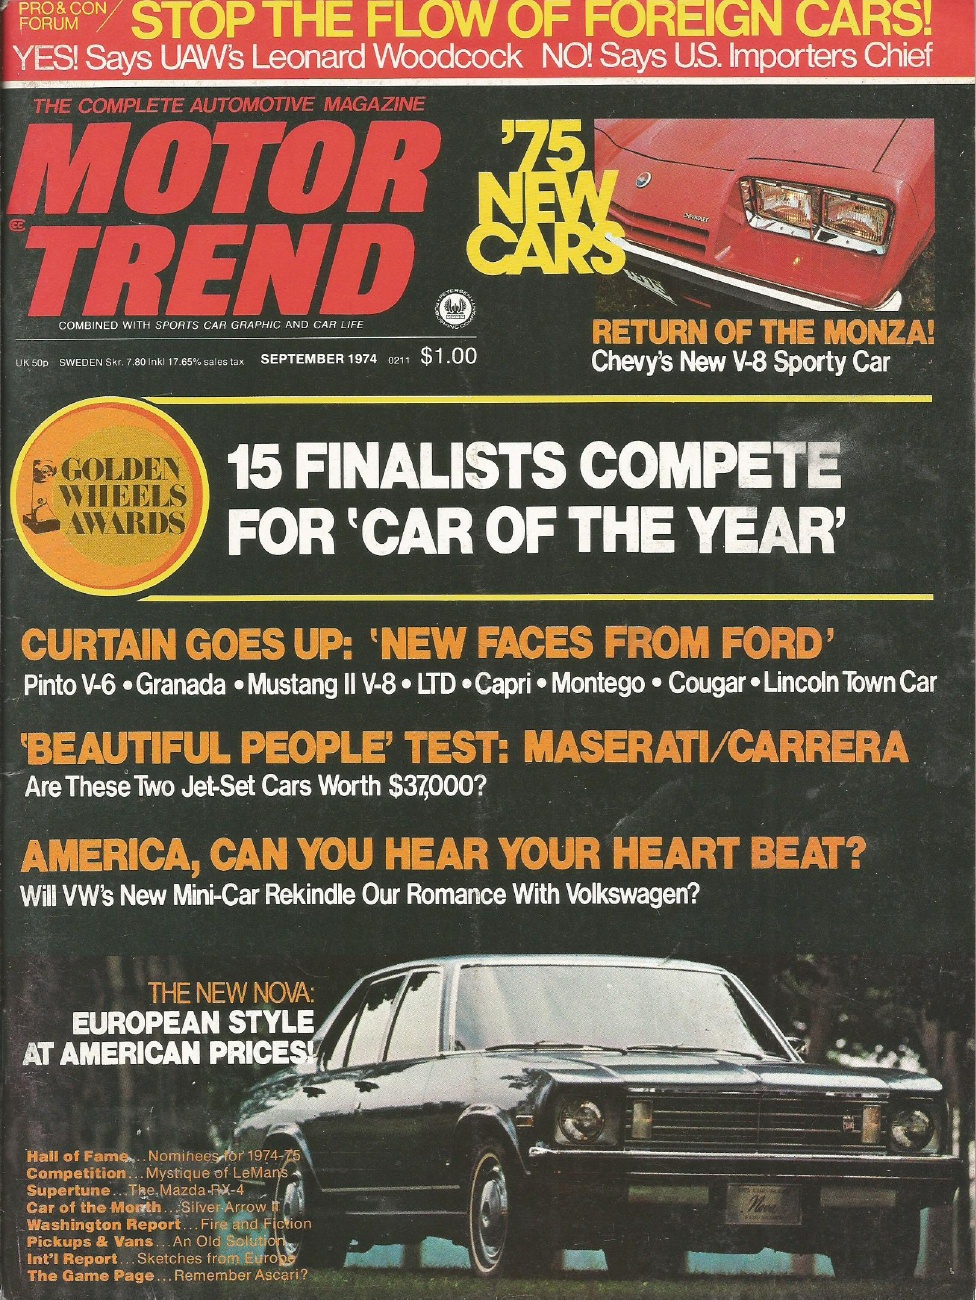 PRO & CON
FORUM
STOP THE FLOW OF FOREIGN CARS!
YES! Says UAW's Leonard Woodcock NO! Says U.S. Importers Chief
THE COMPLETE AUTOMOTIVE MAGAZINE
MOTOR
TREND
COMBINED WITH SPORTS CAR GRAPHIC AND CAR LIFE
UK 50p SWEDEN Skr. 7.80 Inkl 17.65% sales tax SEPTEMBER 1974 0211 $1.00
'75
NEW
CARS
CHEVROLET
RETURN OF THE MONZA!
Chevy's New V-8 Sporty Car
GOLDEN
WHEELS
AWARDS
15 FINALISTS COMPETE
FOR 'CAR OF THE YEAR'
CURTAIN GOES UP: 'NEW FACES FROM FORD'
Pinto V-6 • Granada • Mustang II V-8 • LTD • Capri • Montego • Cougar • Lincoln Town Car
'BEAUTIFUL PEOPLE' TEST: MASERATI/CARRERA
Are These Two Jet-Set Cars Worth $37,000?
AMERICA, CAN YOU HEAR YOUR HEART BEAT?
Will VW's New Mini-Car Rekindle Our Romance With Volkswagen?
THE NEW NOVA:
EUROPEAN STYLE
AT AMERICAN PRICES!
Hall of Fame...Nominees for 1974-75
Competition...Mystique of LeMans
Supertune...The Mazda RX-4
Car of the Month...Silver Arrow II
Washington Report...Fire and Fiction
Pickups & Vans...An Old Solution
Int'l Report...Sketches from Europe
The Game Page...Remember Ascari?
Nova